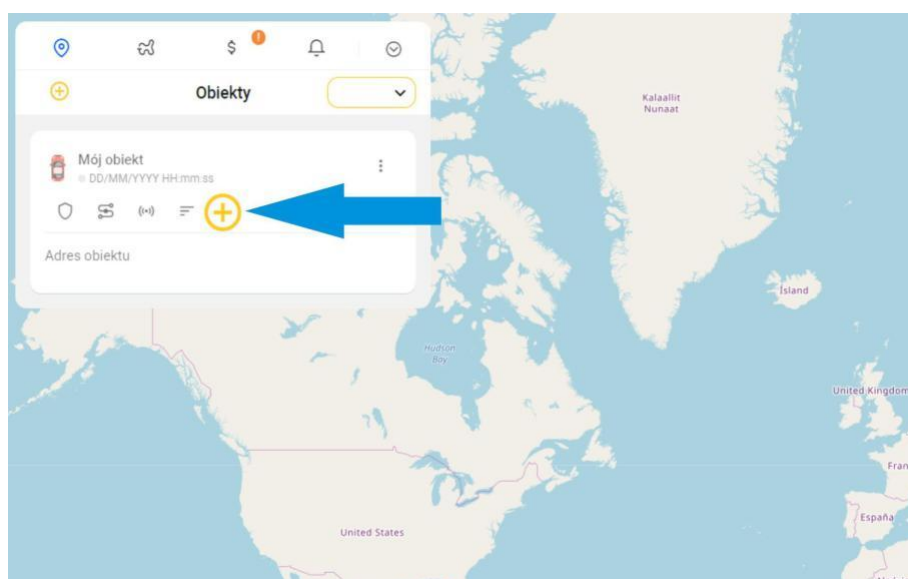 $
!
Obiekty
Mój obiekt
DD/MM/YYYY HH:mm:ss
Adres obiektu
Kalaallit
Nunaat
Ísland
Hudson
Bay
United Kingdom
Fran
España
United States